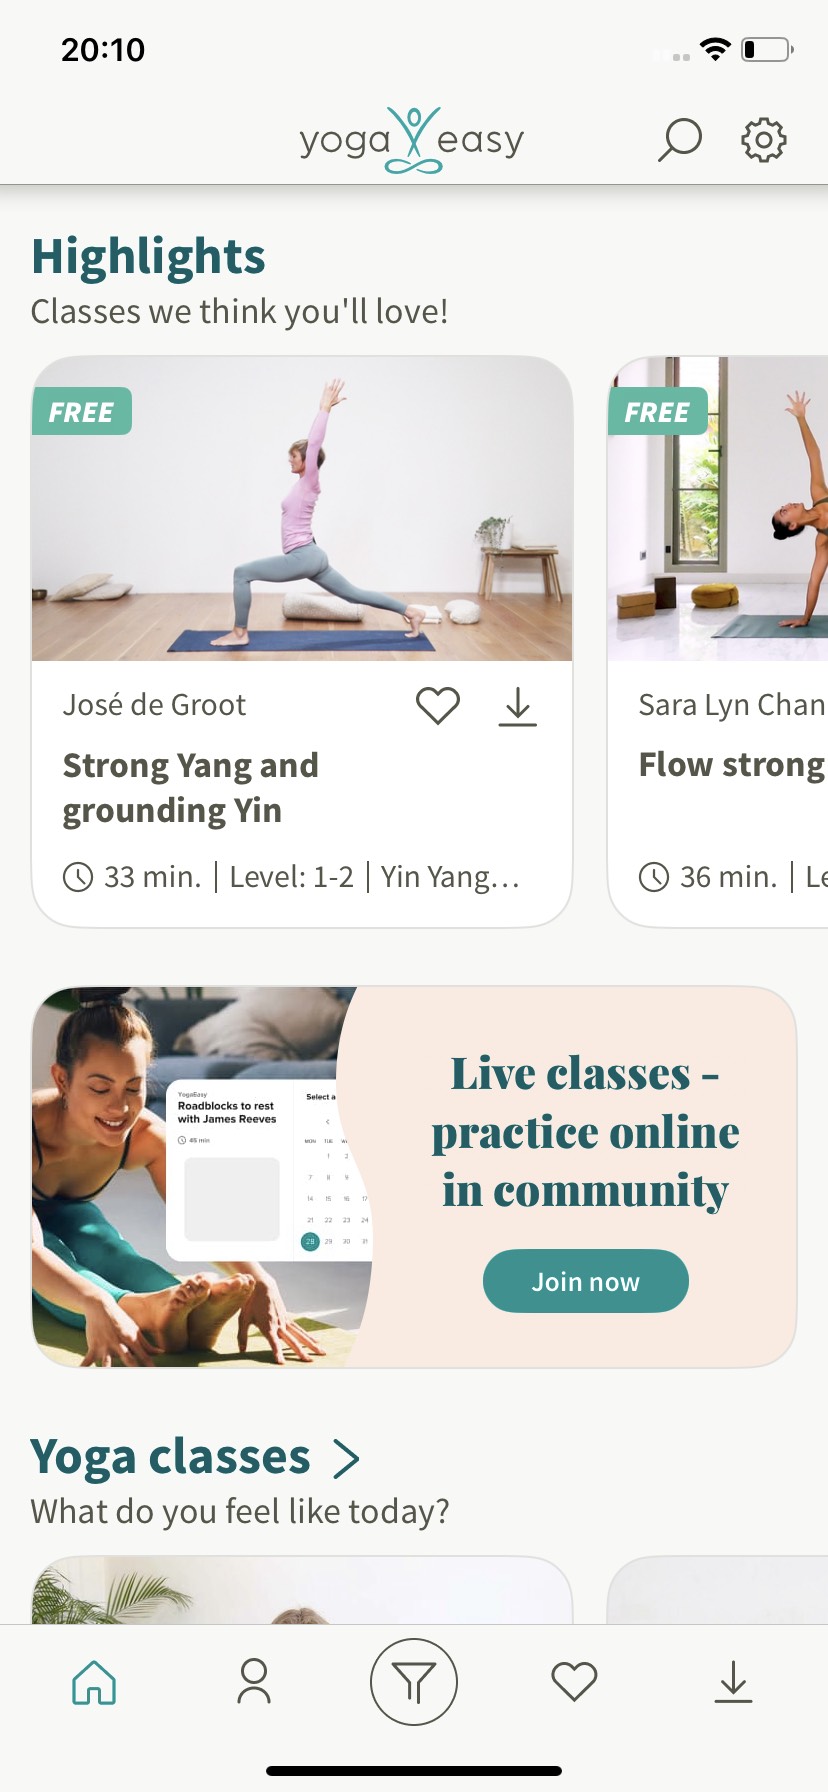 20:10
yoga easy
Highlights
Classes we think you'll love!
FREE
José de Groot
Strong Yang and
grounding Yin
33 min. | Level: 1-2 | Yin Yang...
FREE
Sara Lyn Chan
Flow strong
36 min. | Le
YogaEasy
Roadblocks to rest
with James Reeves
45 min
Select a
<
MON TUE W
1 2
7 8 9
14 15 16 17
21 22 23 24
28 29 30 31
Live classes -
practice online
in community
Join now
Yoga classes >
What do you feel like today?